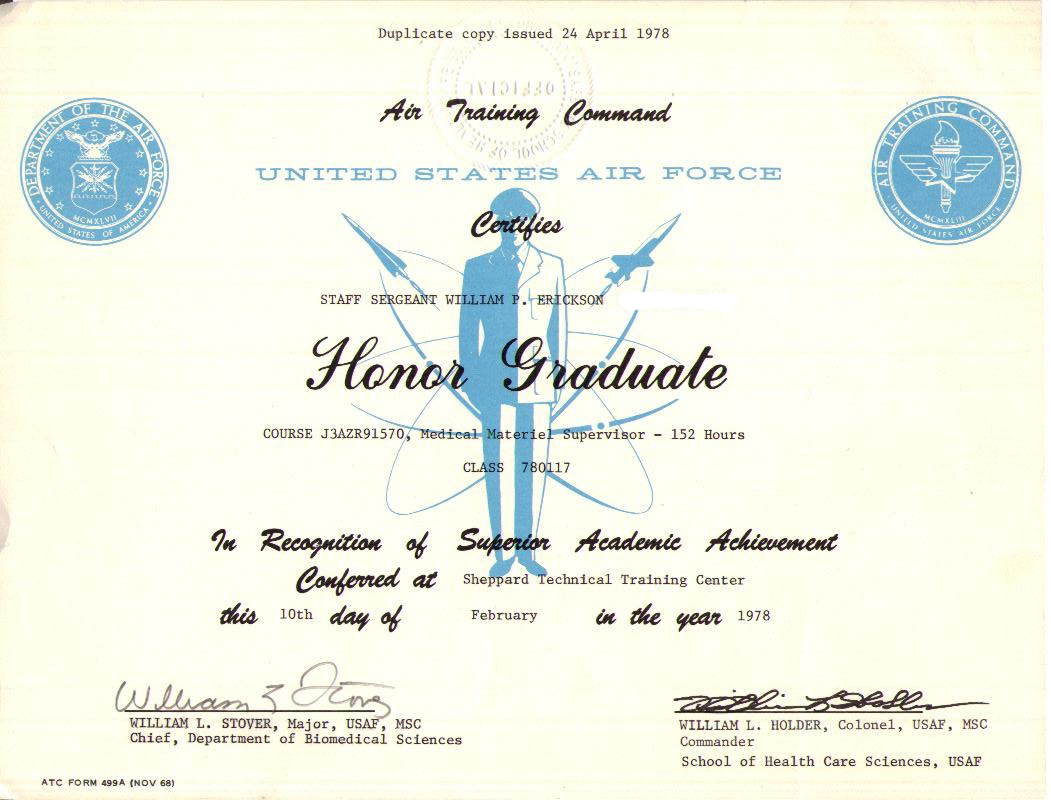 Duplicate copy issued 24 April 1978
OFFICIAL
Air Training Command
DEPARTMENT OF THE AIR FORCE
MCMXLVII
UNITED STATES OF AMERICA
AIR TRAINING COMMAND
MCMXLIII
UNITED STATES AIR FORCE
UNITED STATES AIR FORCE
Certifies
STAFF SERGEANT WILLIAM P. ERICKSON
Honor Graduate
COURSE J3AZR91570, Medical Materiel Supervisor - 152 Hours
CLASS 780117
In Recognition of Superior Academic Achievement
Conferred at Sheppard Technical Training Center
this 10th day of February in the year 1978
WILLIAM L. STOVER, Major, USAF, MSC
Chief, Department of Biomedical Sciences
WILLIAM L. HOLDER, Colonel, USAF, MSC
Commander
School of Health Care Sciences, USAF
ATC FORM 499A (NOV 68)